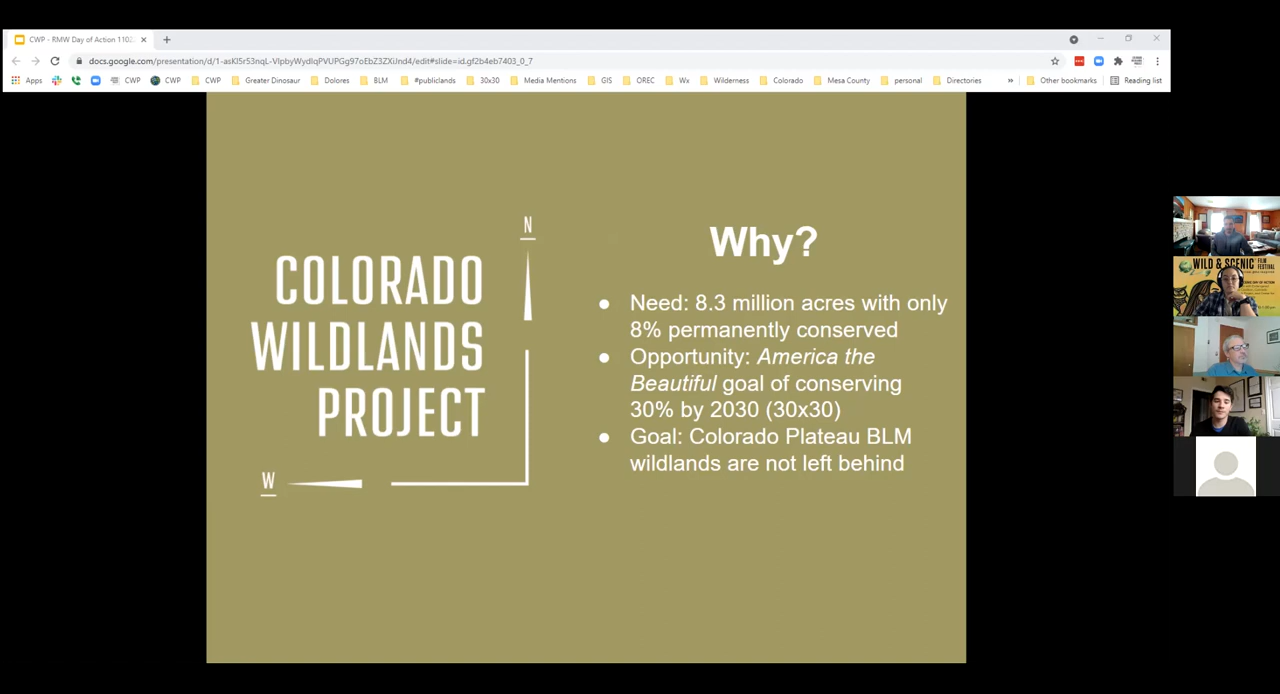 CWP - RMW Day of Action 1102
docs.google.com/presentation/d/1-asKl5r53nqL-VlpbyWydlqPVUPGg97oEbZ3ZXiJnd4/edit#slide=id.gf2b4eb7403_0_7
Apps CWP CWP CWP Greater Dinosaur Dolores BLM #publiclands 30x30 Media Mentions GIS OREC Wx Wilderness Colorado Mesa County personal Directories » Other bookmarks Reading list
N
COLORADO
WILDLANDS
PROJECT
W
Why?
● Need: 8.3 million acres with only
8% permanently conserved
● Opportunity: America the
Beautiful goal of conserving
30% by 2030 (30x30)
● Goal: Colorado Plateau BLM
wildlands are not left behind
WILD & SCENIC FILM
FESTIVAL